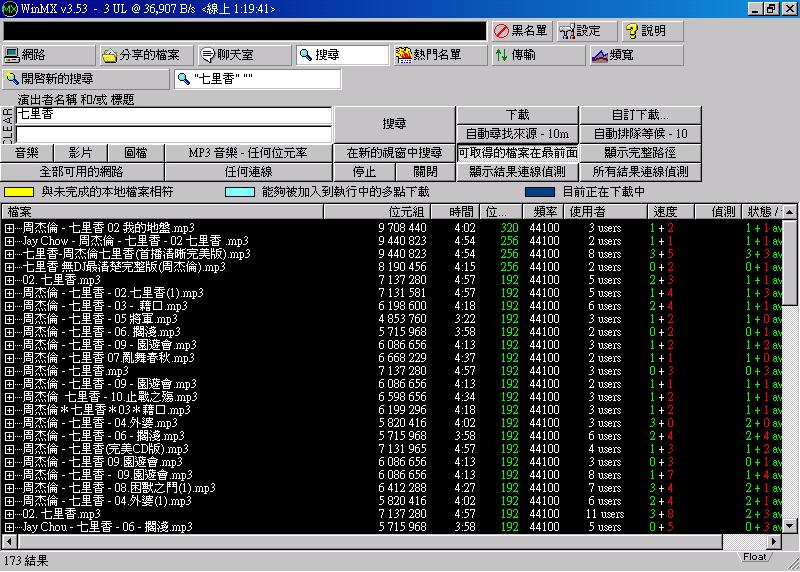 WinMX v3.53 - 3 UL @ 36,907 B/s <線上 1:19:41>
黑名單 設定 說明
網路 分享的檔案 聊天室 搜尋 熱門名單 傳輸 頻寬
開啓新的搜尋 "七里香" ""
演出者名稱 和/或 標題
CLEAR 七里香 搜尋 下載 自訂下載...
自動尋找來源 - 10m 自動排隊等候 - 10
音樂 影片 圖檔 MP3 音樂 - 任何位元率 在新的視窗中搜尋 可取得的檔案在最前面 顯示完整路徑
全部可用的網路 任何連線 停止 關閉 顯示結果連線偵測 所有結果連線偵測
與未完成的本地檔案相符 能夠被加入到執行中的多點下載 目前正在下載中
檔案 位元組 時間 位... 頻率 使用者 速度 偵測 狀態 /
周杰倫 - 七里香 02 我的地盤.mp3 9 708 440 4:02 320 44100 3 users 1 + 2 1 + 1 av
Jay Chow - 周杰倫 - 七里香 - 02 七里香 .mp3 9 440 823 4:54 256 44100 2 users 1 + 1 1 + 1 av
七里香-周杰倫七里香(首播清晰完美版).mp3 9 440 823 4:54 256 44100 8 users 3 + 5 3 + 3 av
七里香 無DJ最清楚完整版(周杰倫).mp3 8 190 456 4:15 256 44100 2 users 0 + 2 0 + 1 av
02. 七里香.mp3 7 137 280 4:57 192 44100 5 users 2 + 3 2 + 1 av
周杰倫 - 七里香 - 02.七里香(1).mp3 7 131 581 4:57 192 44100 5 users 1 + 4 1 + 3 av
周杰倫 - 七里香 - 03 - 藉口.mp3 6 198 600 4:18 192 44100 6 users 2 + 4 1 + 1 av
周杰倫 - 七里香 - 05 將軍.mp3 4 853 760 3:22 192 44100 3 users 1 + 2 1 + 1 av
周杰倫 - 七里香 - 06. 擱淺.mp3 5 715 968 3:58 192 44100 2 users 0 + 2 0 + 1 av
周杰倫 - 七里香 - 09 - 園遊會.mp3 6 086 656 4:13 192 44100 3 users 1 + 2 1 + 2 av
周杰倫 - 七里香 07.亂舞春秋.mp3 6 668 229 4:37 192 44100 2 users 1 + 1 1 + 0 av
周杰倫 - 七里香.mp3 7 137 280 4:57 192 44100 3 users 0 + 3 0 + 3 av
周杰倫 - 七里香 - 09 - 園遊會.mp3 6 086 656 4:13 192 44100 2 users 1 + 1 1 + 1 av
周杰倫 七里香 - 10.止戰之殤.mp3 6 598 656 4:34 192 44100 3 users 1 + 2 1 + 1 av
周杰倫＊七里香＊03＊藉口.mp3 6 199 296 4:18 192 44100 2 users 1 + 1 1 + 1 av
周杰倫 - 七里香 - 04.外婆.mp3 5 820 416 4:02 192 44100 3 users 3 + 0 2 + 0 av
周杰倫 - 七里香 - 06 - 擱淺.mp3 5 715 968 3:58 192 44100 6 users 2 + 4 2 + 4 av
周杰倫 - 七里香(完美CD版).mp3 7 131 965 4:57 192 44100 4 users 1 + 3 1 + 2 av
周杰倫 - 七里香 09.園遊會.mp3 6 086 656 4:13 192 44100 3 users 0 + 3 0 + 1 av
周杰倫 - 七里香 - 09.園遊會.mp3 6 086 656 4:13 192 44100 8 users 1 + 7 1 + 4 av
周杰倫 - 七里香 - 08.困獸之鬥(1).mp3 6 412 288 4:27 192 44100 7 users 3 + 4 2 + 1 av
周杰倫 - 七里香 - 04.外婆(1).mp3 5 820 416 4:02 192 44100 6 users 2 + 4 2 + 1 av
02. 七里香.mp3 7 137 280 4:57 192 44100 11 users 3 + 8 2 + 3 av
Jay Chou - 七里香 - 06 - 擱淺.mp3 5 715 968 3:58 192 44100 5 users 0 + 5 0 + 3 av
173 結果 Float